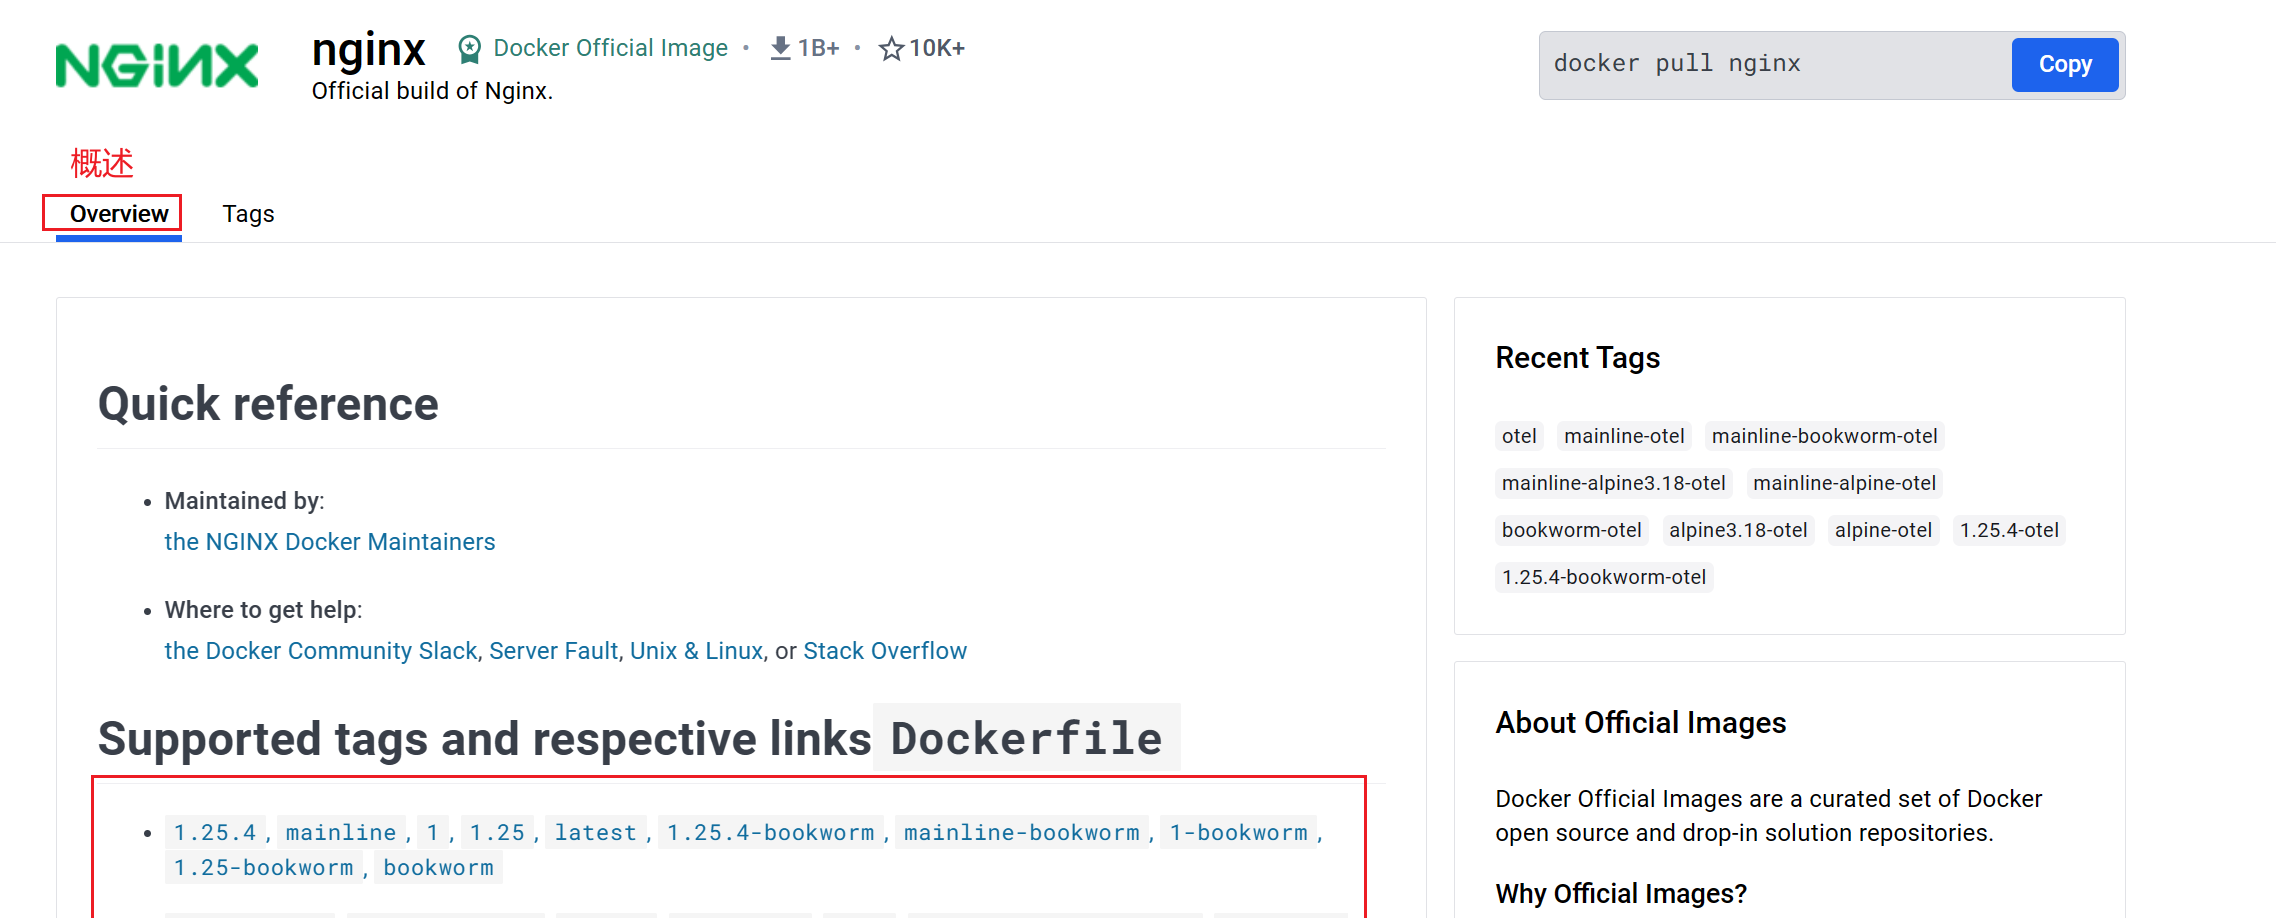 NGINX
nginx Docker Official Image • 1B+ • 10K+
Official build of Nginx.
docker pull nginx Copy
概述
Overview Tags
Quick reference
• Maintained by:
the NGINX Docker Maintainers
• Where to get help:
the Docker Community Slack, Server Fault, Unix & Linux, or Stack Overflow
Supported tags and respective links Dockerfile
• 1.25.4, mainline, 1, 1.25, latest, 1.25.4-bookworm, mainline-bookworm, 1-bookworm,
1.25-bookworm, bookworm
Recent Tags
otel mainline-otel mainline-bookworm-otel
mainline-alpine3.18-otel mainline-alpine-otel
bookworm-otel alpine3.18-otel alpine-otel 1.25.4-otel
1.25.4-bookworm-otel
About Official Images
Docker Official Images are a curated set of Docker
open source and drop-in solution repositories.
Why Official Images?